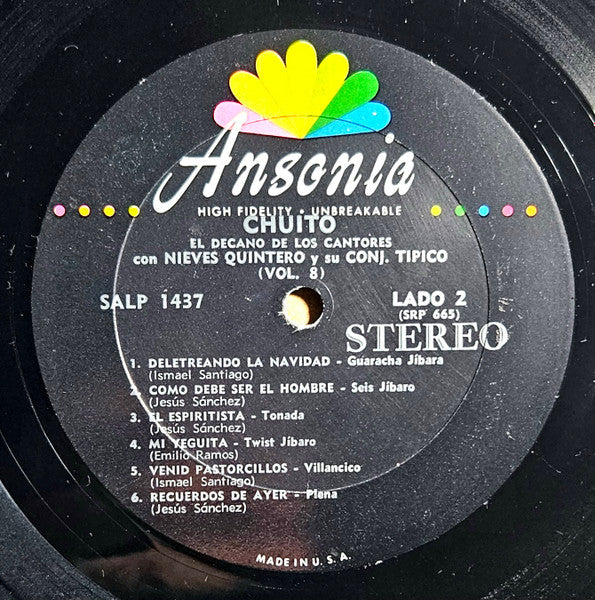 Ansonia
HIGH FIDELITY • UNBREAKABLE
CHUITO
EL DECANO DE LOS CANTORES
con NIEVES QUINTERO y su CONJ. TIPICO
(VOL. 8)
SALP 1437
LADO 2
(SRP 665)
STEREO
1. DELETREANDO LA NAVIDAD - Guaracha Jíbara
(Ismael Santiago)
2. COMO DEBE SER EL HOMBRE - Seis Jíbaro
(Jesús Sánchez)
3. EL ESPIRITISTA - Tonada
(Jesús Sánchez)
4. MI YEGUITA - Twist Jíbaro
(Emilio Ramos)
5. VENID PASTORCILLOS - Villancico
(Ismael Santiago)
6. RECUERDOS DE AYER - Plena
(Jesús Sánchez)
MADE IN U. S. A.